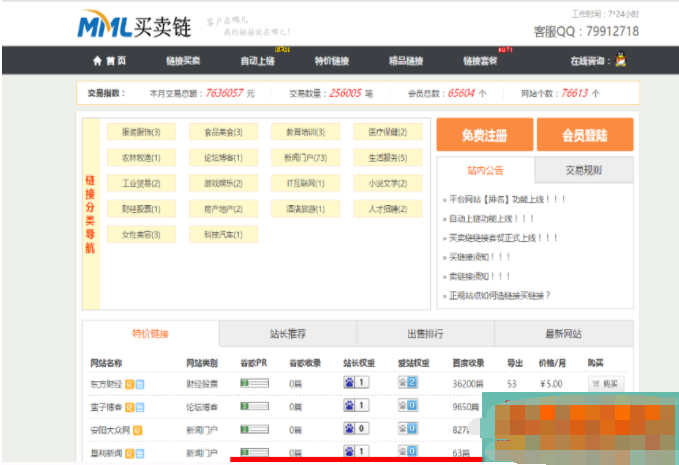 MML买卖链
客户在哪儿
我的链接就在哪儿!
工作时间：7*24小时
客服QQ：79912718
首页 链接买卖 自动上链 特价链接 精品链接 链接套餐 HOT! 在线咨询：
交易指数： 本月交易总额：7636057 元 交易数量：256005 笔 会员总数：65604 个 网站个数：76613 个
链接分类导航
服装服饰(3) 食品美食(3) 教育培训(3) 医疗保健(2)
农林牧渔(1) 论坛博客(1) 新闻门户(73) 生活服务(5)
工业贸易(2) 游戏娱乐(2) IT互联网(1) 小说文学(2)
财经股票(1) 房产地产(2) 酒店旅游(1) 人才招聘(2)
女性美容(3) 科技汽车(1)
免费注册 会员登陆
站内公告 交易规则
» 平台网站【排名】功能上线！！！
» 自动上链功能上线！！！
» 买卖链链接套餐正式上线！！！
» 买链接须知！！！
» 卖链接须知！！！
» 正规站点如何选链接买链接？
特价链接 站长推荐 出售排行 最新网站
网站名称 网站类别 谷歌PR 谷歌收录 站长权重 爱站权重 百度收录 导出 价格/月 购买
东方财经 财经股票 0篇 1 2 36200篇 53 ¥5.00 购买
蛮子博客 论坛博客 0篇 1 0 9650篇
安阳大众网 新闻门户 0篇 0 0 827
垦利新闻 新闻门户 0篇 1 0 63篇